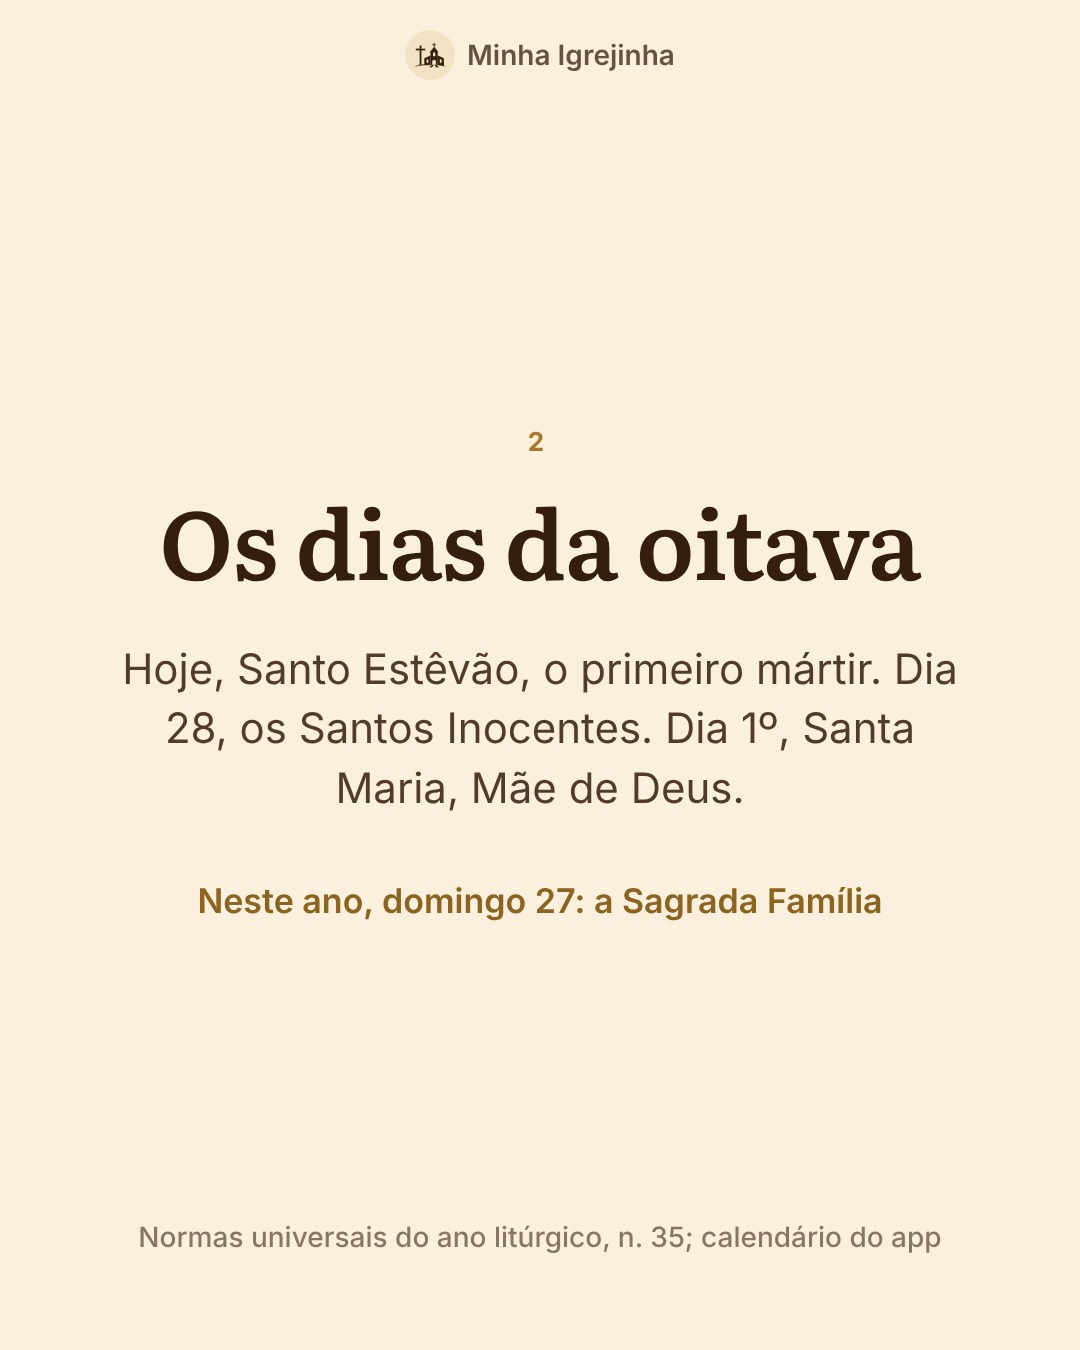 Minha Igrejinha
2
Os dias da oitava
Hoje, Santo Estêvão, o primeiro mártir. Dia
28, os Santos Inocentes. Dia 1º, Santa
Maria, Mãe de Deus.
Neste ano, domingo 27: a Sagrada Família
Normas universais do ano litúrgico, n. 35; calendário do app